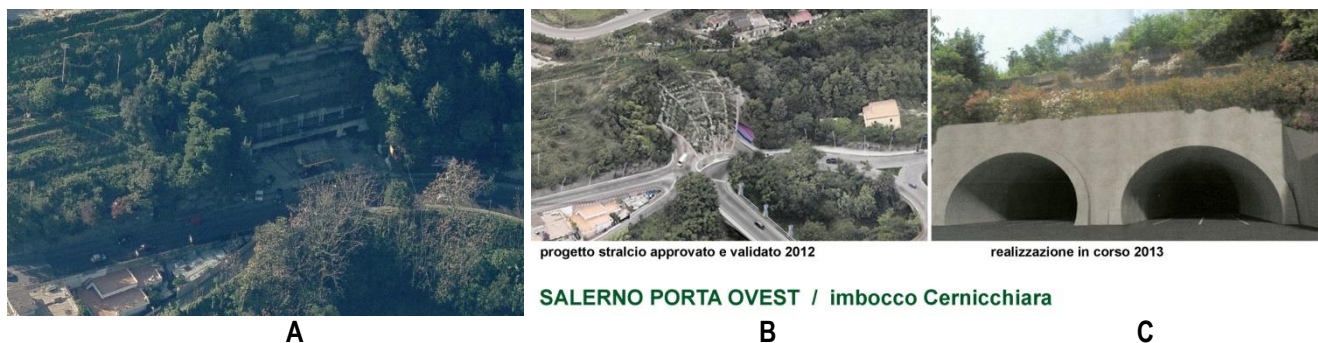 progetto stralcio approvato e validato 2012
realizzazione in corso 2013
SALERNO PORTA OVEST / imbocco Cernicchiara
A
B
C